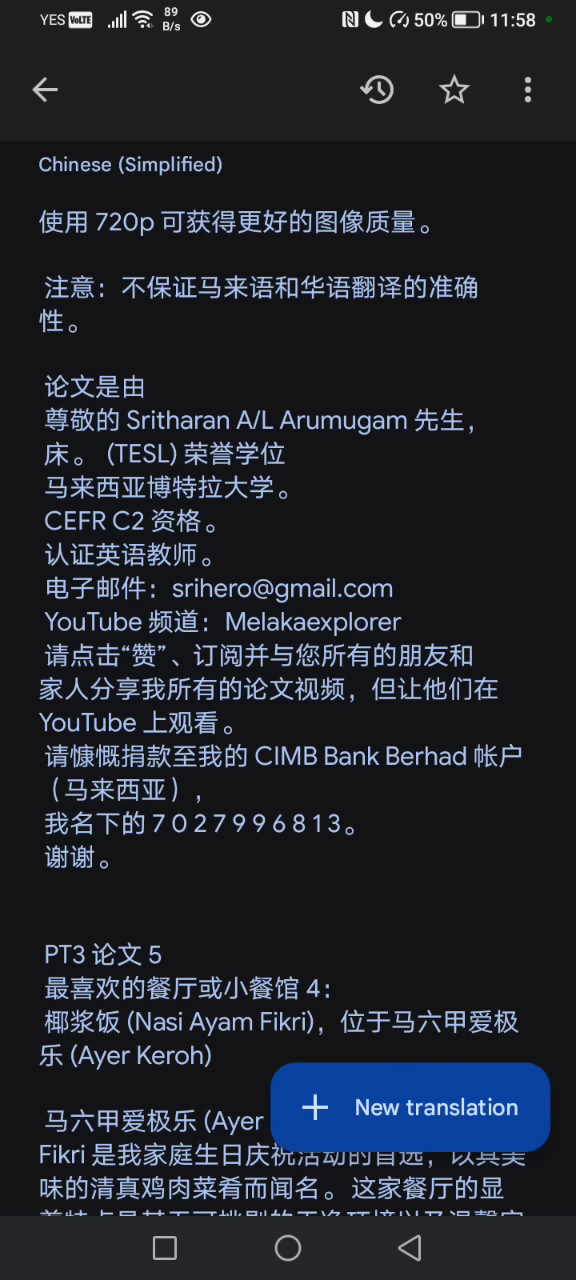 YES VoLTE 89 B/s 50% 11:58
Chinese (Simplified)
使用 720p 可获得更好的图像质量。
注意：不保证马来语和华语翻译的准确
性。
论文是由
尊敬的 Sritharan A/L Arumugam 先生，
床。 (TESL) 荣誉学位
马来西亚博特拉大学。
CEFR C2 资格。
认证英语教师。
电子邮件：srihero@gmail.com
YouTube 频道：Melakaexplorer
请点击“赞”、订阅并与您所有的朋友和
家人分享我所有的论文视频，但让他们在
YouTube 上观看。
请慷慨捐款至我的 CIMB Bank Berhad 帐户
（马来西亚），
我名下的 7 0 2 7 9 9 6 8 1 3。
谢谢。
PT3 论文 5
最喜欢的餐厅或小餐馆 4：
椰浆饭 (Nasi Ayam Fikri)，位于马六甲爱极
乐 (Ayer Keroh)
马六甲爱极乐 (Ayer
New translation
Fikri 是我家庭生日庆祝活动的首选，以其美
味的清真鸡肉菜肴而闻名。这家餐厅的显